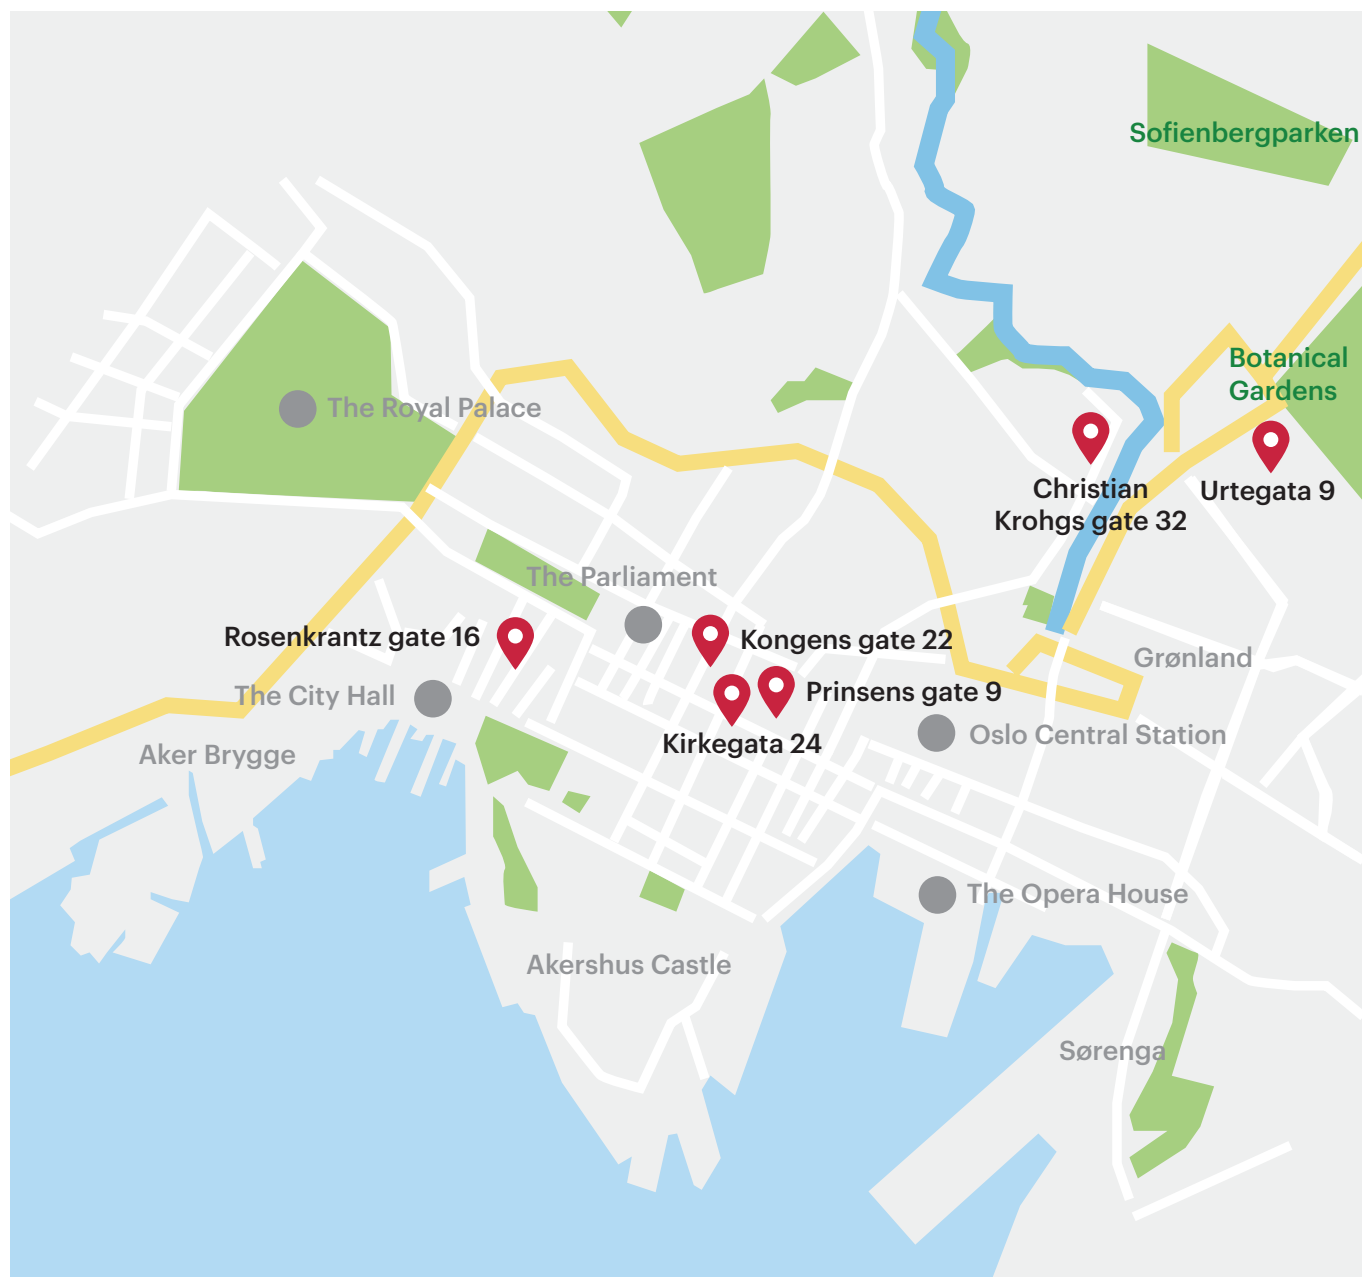 Sofienbergparken
Botanical
Gardens
The Royal Palace
Christian
Krohgs gate 32
Urtegata 9
The Parliament
Rosenkrantz gate 16
Kongens gate 22
Grønland
The City Hall
Prinsens gate 9
Kirkegata 24
Oslo Central Station
Aker Brygge
The Opera House
Akershus Castle
Sørenga